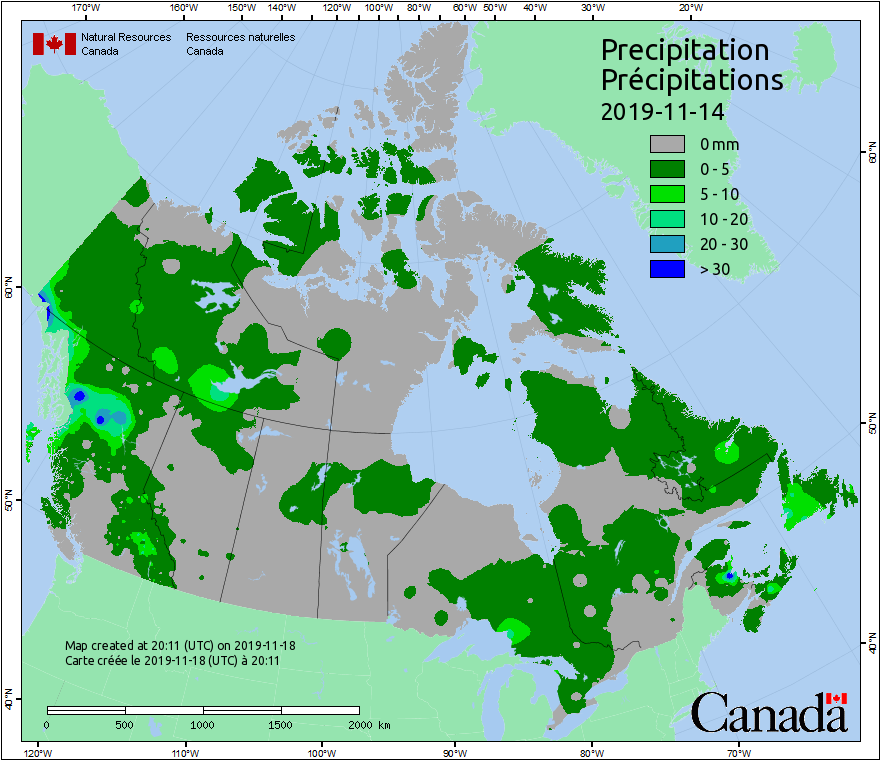 170°W 160°W 150°W 140°W 120°W 100°W 80°W 60°W 50°W 40°W 30°W 20°W
Natural Resources Ressources naturelles
Canada Canada
Precipitation
Précipitations
2019-11-14
0 mm
0 - 5
5 - 10
10 - 20
20 - 30
> 30
60°N
60°N
50°N
50°N
40°N
40°N
Map created at 20:11 (UTC) on 2019-11-18
Carte créée le 2019-11-18 (UTC) à 20:11
0 500 1000 1500 2000 km
Canada
120°W 110°W 100°W 90°W 80°W 70°W